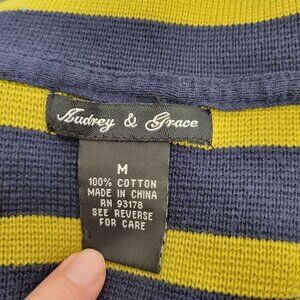 Audrey & Grace
M
100% COTTON
MADE IN CHINA
RN 93178
SEE REVERSE
FOR CARE